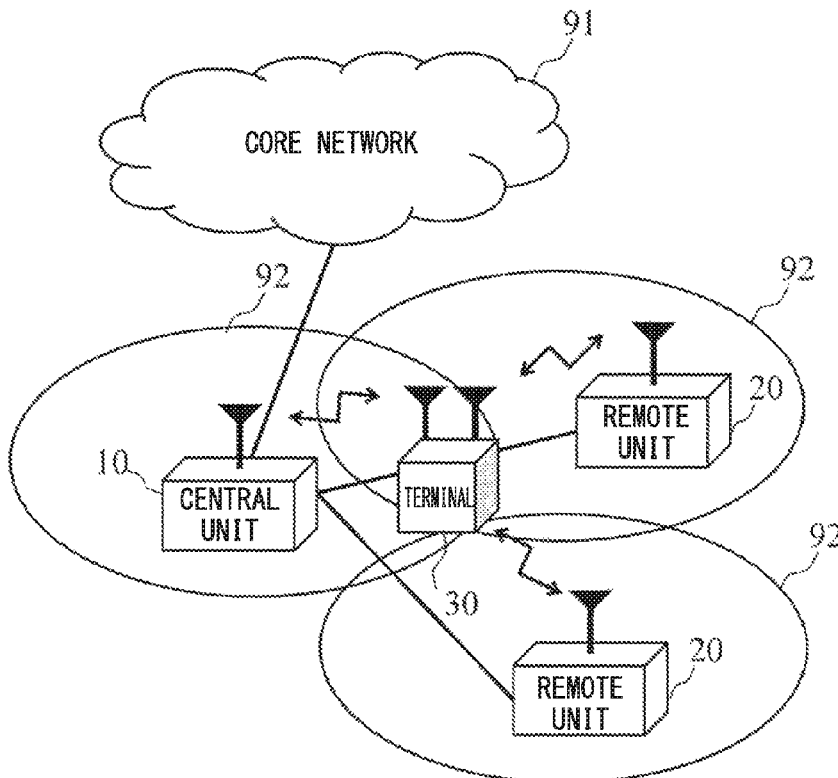 91
CORE NETWORK
92
92
20
REMOTE
UNIT
10
CENTRAL
UNIT
TERMINAL
30
92
20
REMOTE
UNIT